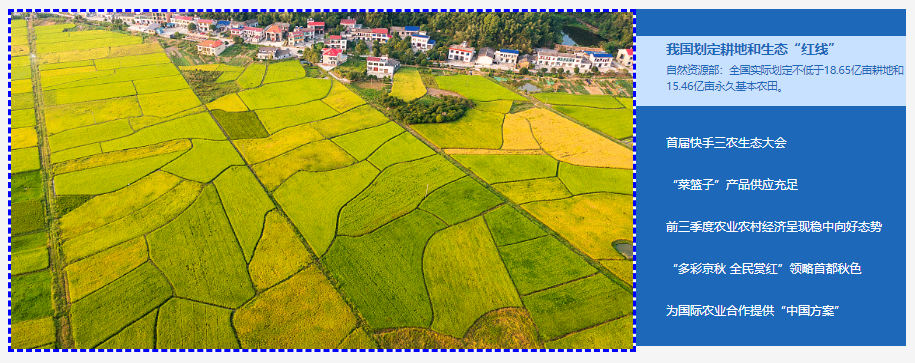 我国划定耕地和生态“红线”
自然资源部：全国实际划定不低于18.65亿亩耕地和
15.46亿亩永久基本农田。
首届快手三农生态大会
“菜篮子”产品供应充足
前三季度农业农村经济呈现稳中向好态势
“多彩京秋 全民赏红”领略首都秋色
为国际农业合作提供“中国方案”